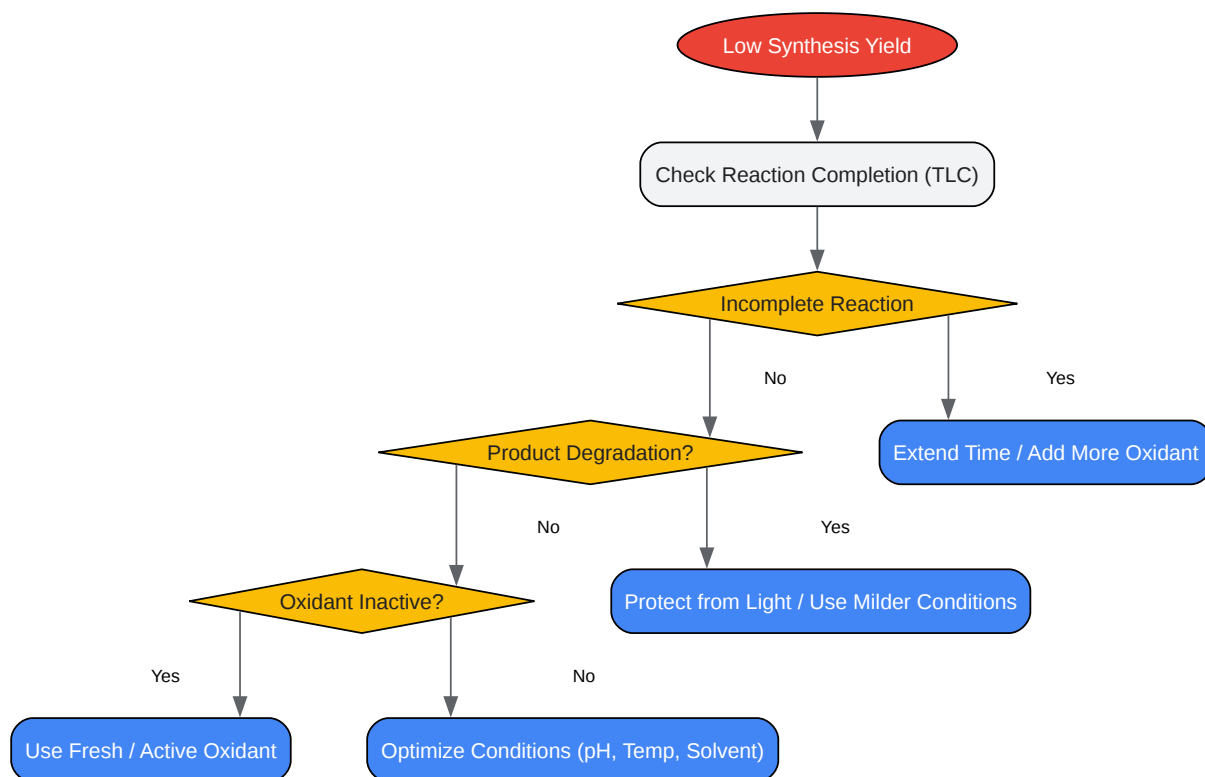 Low Synthesis Yield
Check Reaction Completion (TLC)
Incomplete Reaction
No
Yes
Product Degradation?
Extend Time / Add More Oxidant
No
Yes
Oxidant Inactive?
Protect from Light / Use Milder Conditions
Yes
No
Use Fresh / Active Oxidant
Optimize Conditions (pH, Temp, Solvent)